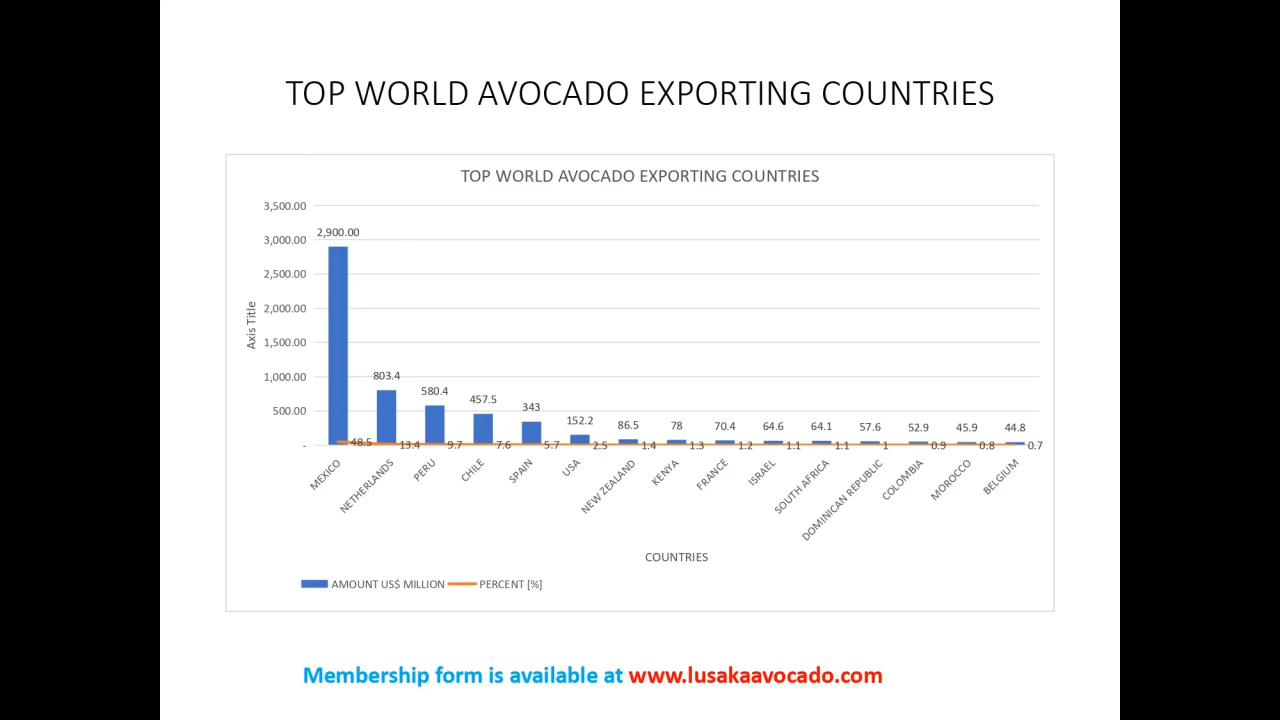 TOP WORLD AVOCADO EXPORTING COUNTRIES
TOP WORLD AVOCADO EXPORTING COUNTRIES
3,500.00
3,000.00
2,500.00
2,000.00
1,500.00
1,000.00
500.00
-
Axis Title
2,900.00
803.4
580.4
457.5
343
152.2
86.5
78
70.4
64.6
64.1
57.6
52.9
45.9
44.8
48.5
13.4
9.7
7.6
5.7
2.5
1.4
1.3
1.2
1.1
1.1
1
0.9
0.8
0.7
MEXICO
NETHERLANDS
PERU
CHILE
SPAIN
USA
NEW ZEALAND
KENYA
FRANCE
ISRAEL
SOUTH AFRICA
DOMINICAN REPUBLIC
COLOMBIA
MOROCCO
BELGIUM
COUNTRIES
AMOUNT US$ MILLION
PERCENT [%]
Membership form is available at www.lusakaavocado.com